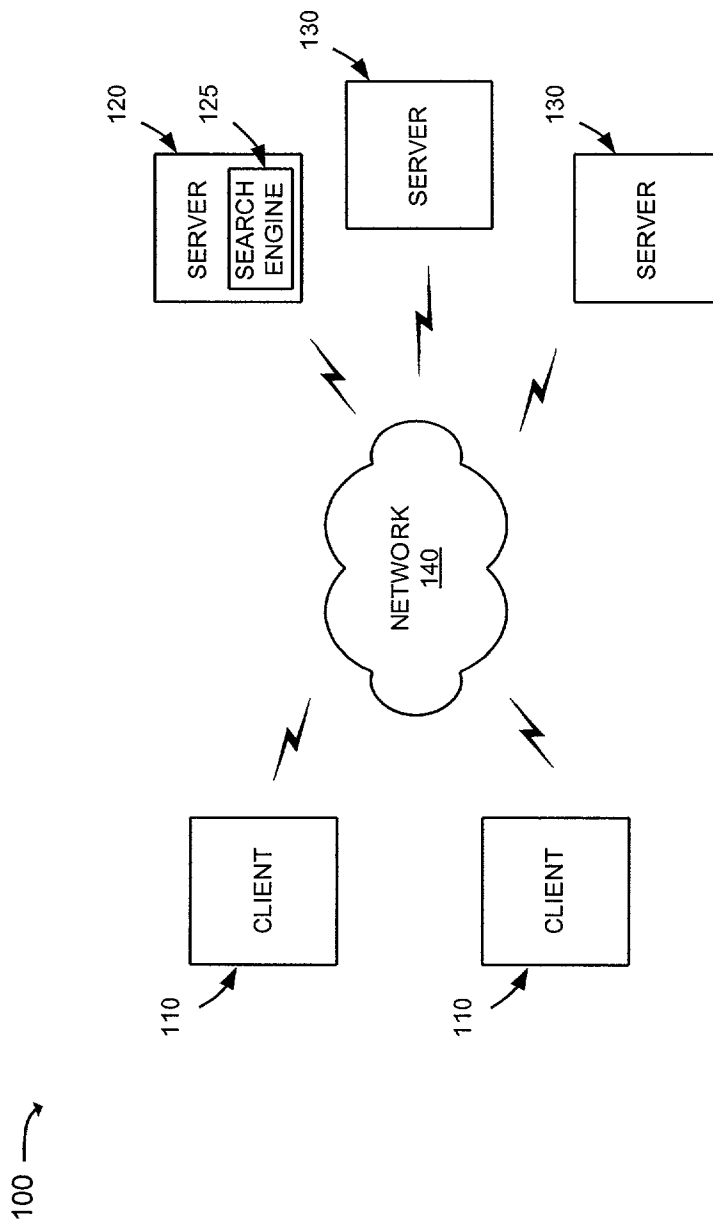 100
110
CLIENT
110
CLIENT
NETWORK
140
120
SERVER
125
SEARCH
ENGINE
130
SERVER
130
SERVER